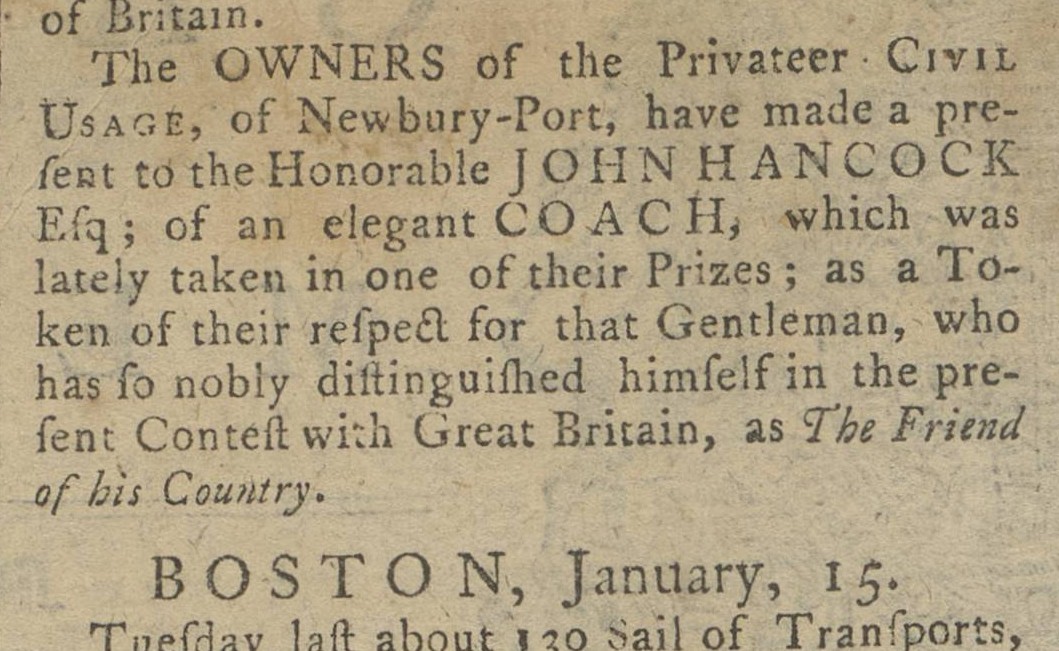 of Britain.
The OWNERS of the Privateer CIVIL
USAGE, of Newbury-Port, have made a pre-
ſent to the Honorable JOHN HANCOCK
Eſq; of an elegant COACH, which was
lately taken in one of their Prizes; as a To-
ken of their reſpect for that Gentleman, who
has ſo nobly diſtinguiſhed himſelf in the pre-
ſent Conteſt with Great Britain, as The Friend
of his Country.
BOSTON, January, 15.
Tueſday laſt about 120 Sail of Tranſports,